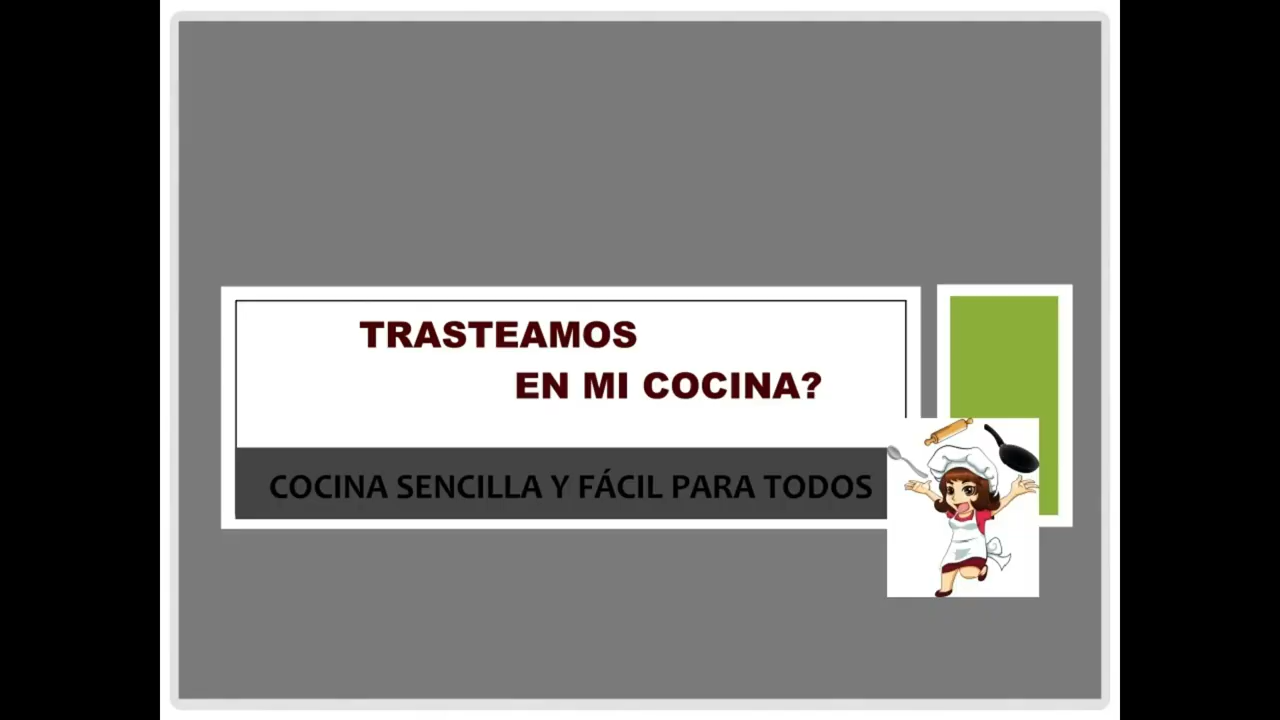 TRASTEAMOS
EN MI COCINA?
COCINA SENCILLA Y FÁCIL PARA TODOS